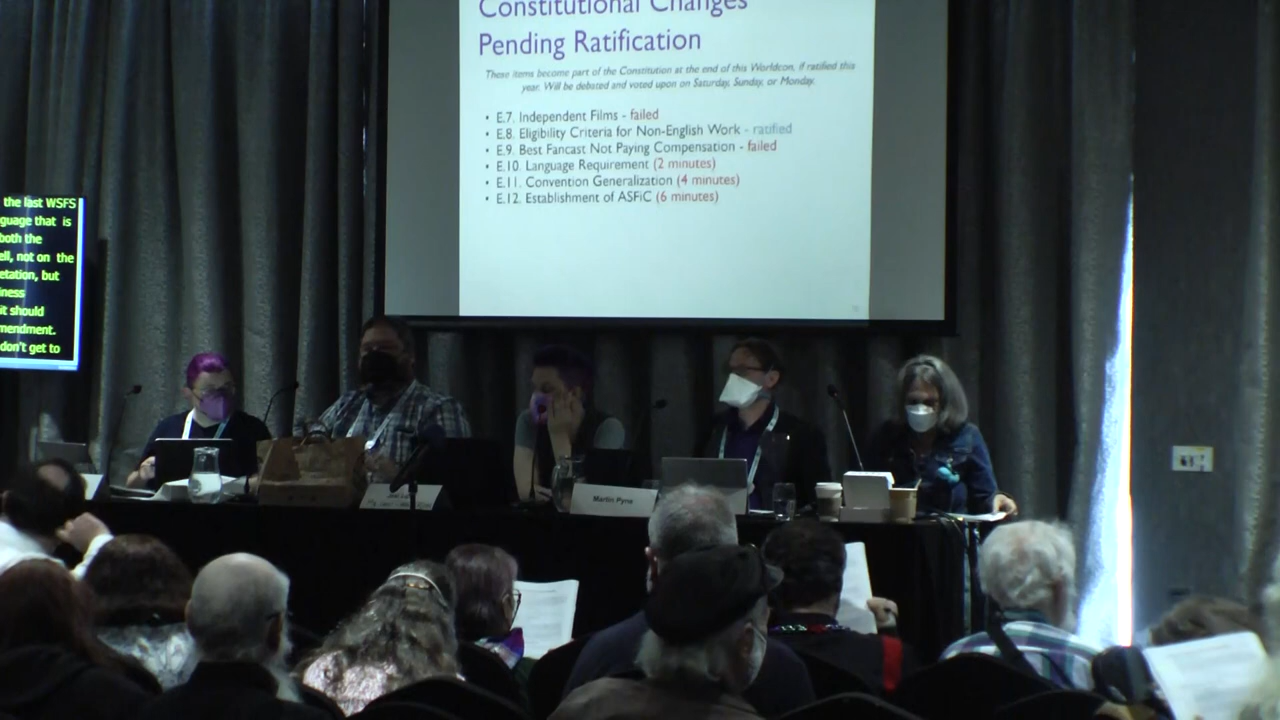 Constitutional Changes
Pending Ratification
These items become part of the Constitution at the end of this Worldcon, if ratified this
year. Will be debated and voted upon on Saturday, Sunday, or Monday.
• E.7. Independent Films - failed
• E.8. Eligibility Criteria for Non-English Work - ratified
• E.9. Best Fancast Not Paying Compensation - failed
• E.10. Language Requirement (2 minutes)
• E.11. Convention Generalization (4 minutes)
• E.12. Establishment of ASFiC (6 minutes)
the last WSFS
guage that is
both the
ell, not on the
etation, but
iness
it should
mendment.
don't get to
Martin Pyne